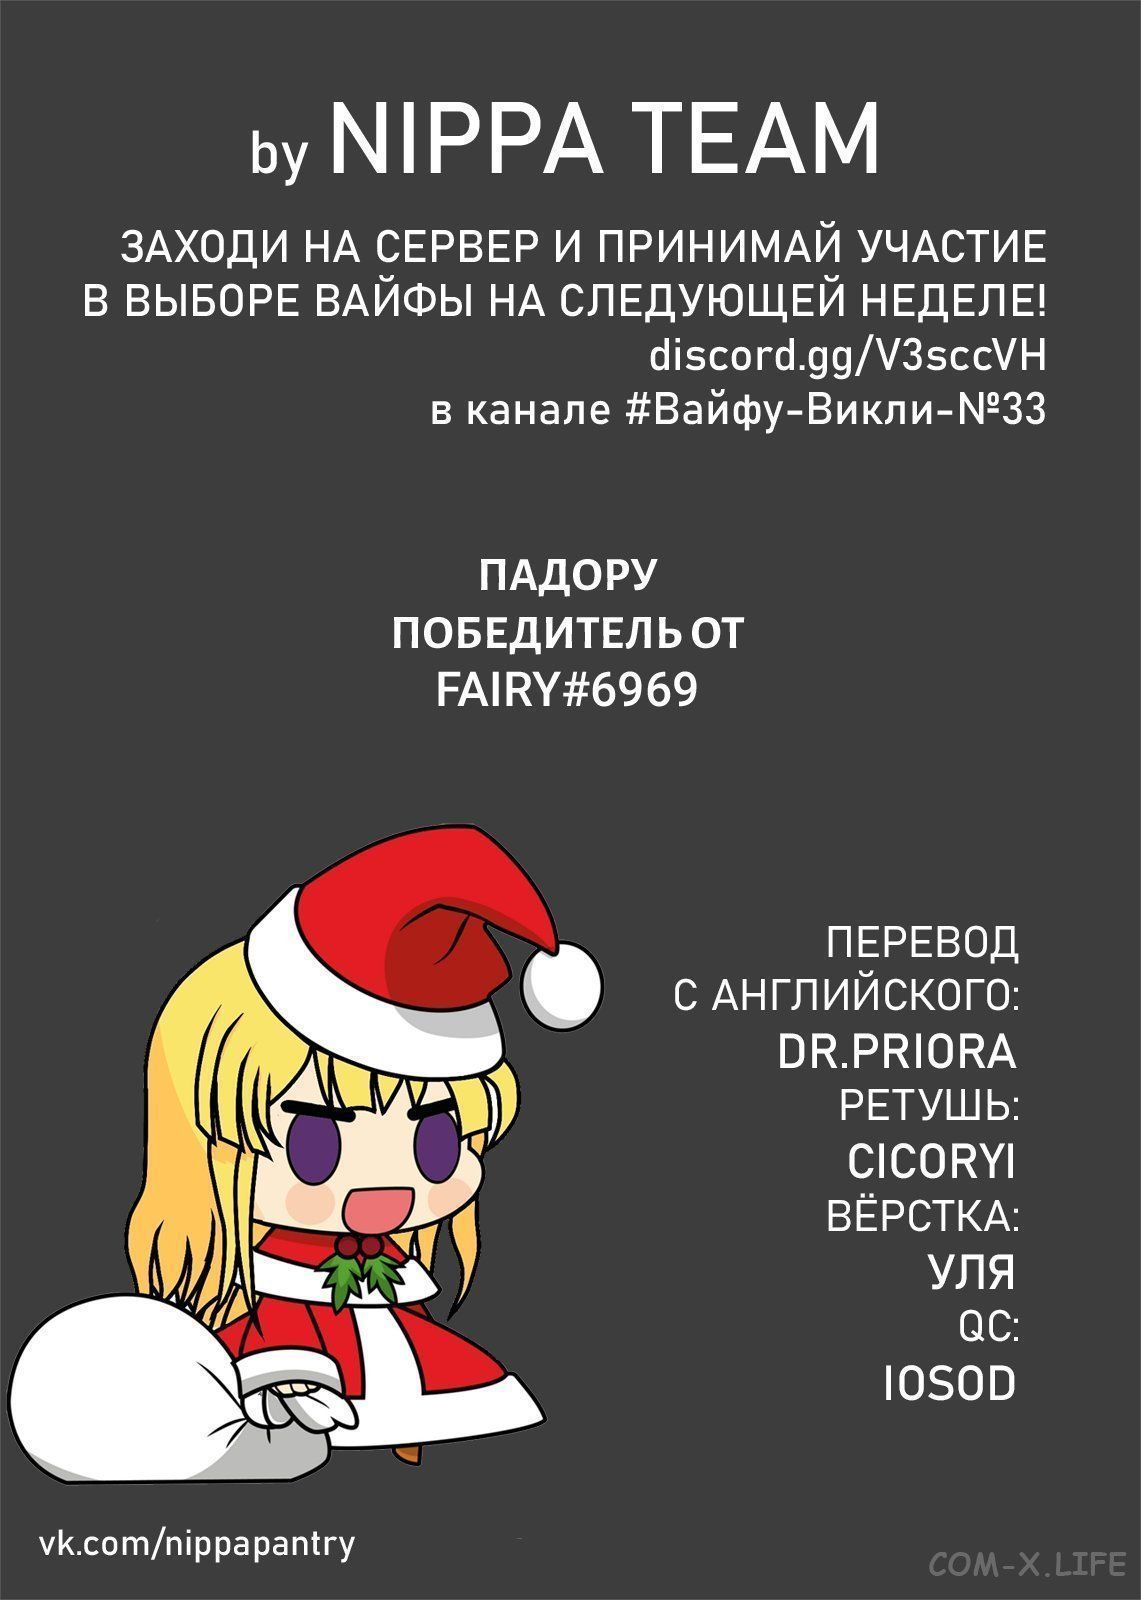 by NIPPA TEAM
ЗАХОДИ НА СЕРВЕР И ПРИНИМАЙ УЧАСТИЕ
В ВЫБОРЕ ВАЙФЫ НА СЛЕДУЮЩЕЙ НЕДЕЛЕ!
discord.gg/V3sccVH
в канале #Вайфу-Викли-№33
ПАДОРУ
ПОБЕДИТЕЛЬ ОТ
FAIRY#6969
ПЕРЕВОД
С АНГЛИЙСКОГО:
DR.PRIORA
РЕТУШЬ:
CICORYI
ВЁРСТКА:
УЛЯ
QC:
IOSOD
vk.com/nippapantry
COM-X.LIFE